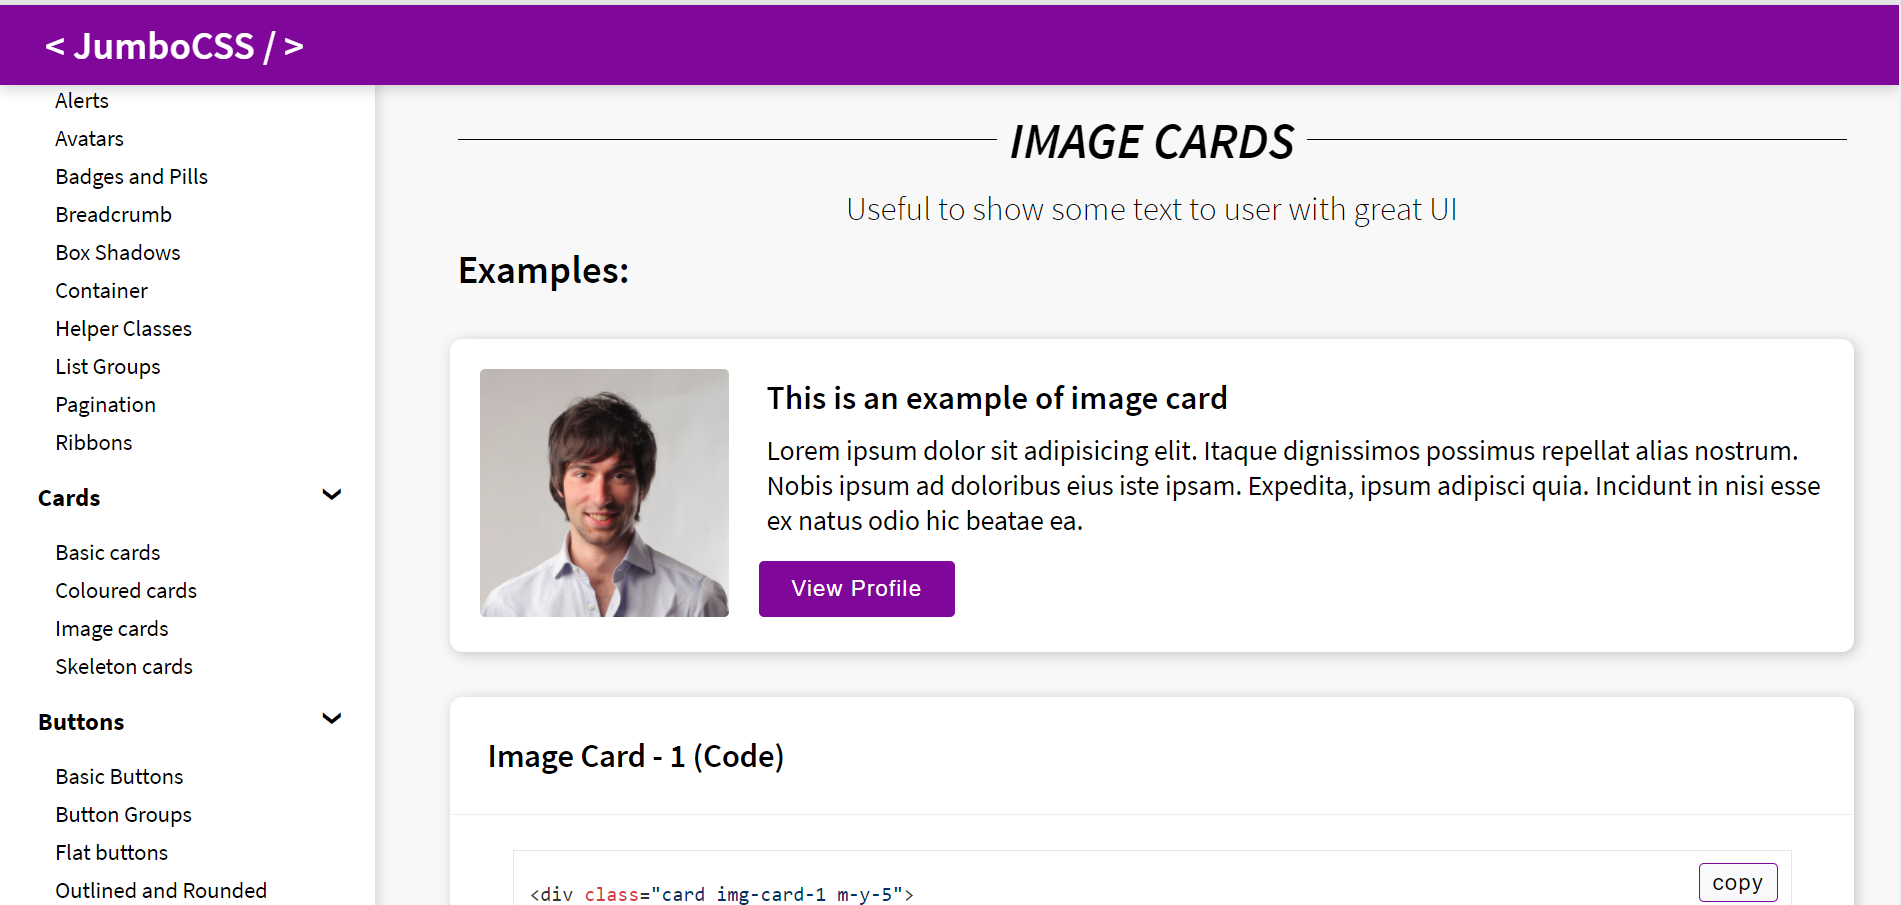 < JumboCSS / >
Alerts
Avatars
Badges and Pills
Breadcrumb
Box Shadows
Container
Helper Classes
List Groups
Pagination
Ribbons
Cards
Basic cards
Coloured cards
Image cards
Skeleton cards
Buttons
Basic Buttons
Button Groups
Flat buttons
Outlined and Rounded
IMAGE CARDS
Useful to show some text to user with great UI
Examples:
This is an example of image card
Lorem ipsum dolor sit adipisicing elit. Itaque dignissimos possimus repellat alias nostrum.
Nobis ipsum ad doloribus eius iste ipsam. Expedita, ipsum adipisci quia. Incidunt in nisi esse
ex natus odio hic beatae ea.
View Profile
Image Card - 1 (Code)
copy
<div class="card img-card-1 m-y-5">